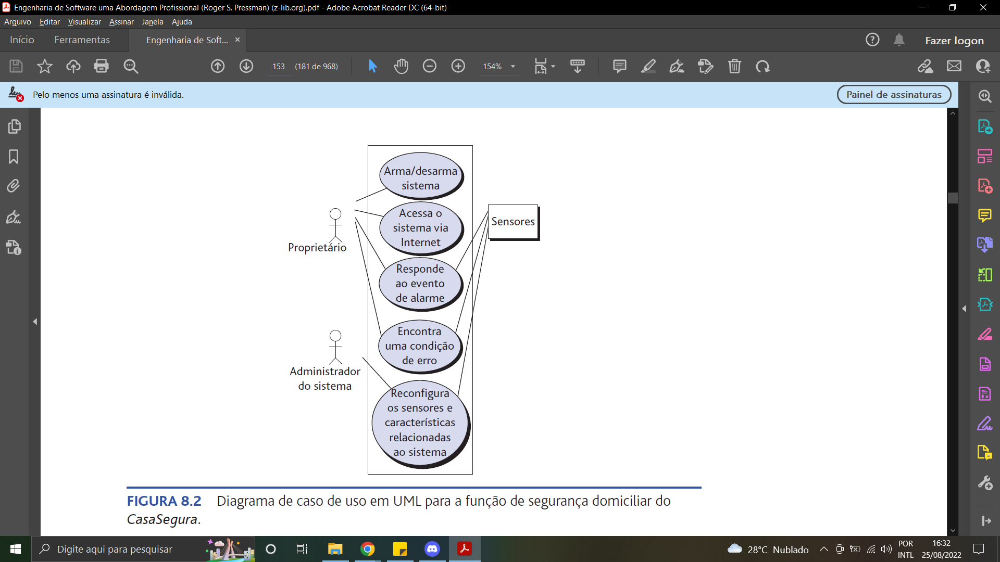 Engenharia de Software uma Abordagem Profissional (Roger S. Pressman) (z-lib.org).pdf - Adobe Acrobat Reader DC (64-bit)
Arquivo Editar Visualizar Assinar Janela Ajuda
Início Ferramentas Engenharia de Soft... × Fazer logon
153 (181 de 968) 154%
Pelo menos uma assinatura é inválida. Painel de assinaturas
Arma/desarma
sistema
Acessa o
sistema via
Internet
Sensores
Proprietário
Responde
ao evento
de alarme
Encontra
uma condição
de erro
Administrador
do sistema
Reconfigura
os sensores e
características
relacionadas
ao sistema
FIGURA 8.2 Diagrama de caso de uso em UML para a função de segurança domiciliar do
CasaSegura.
Digite aqui para pesquisar
28°C Nublado
POR
INTL
16:32
25/08/2022